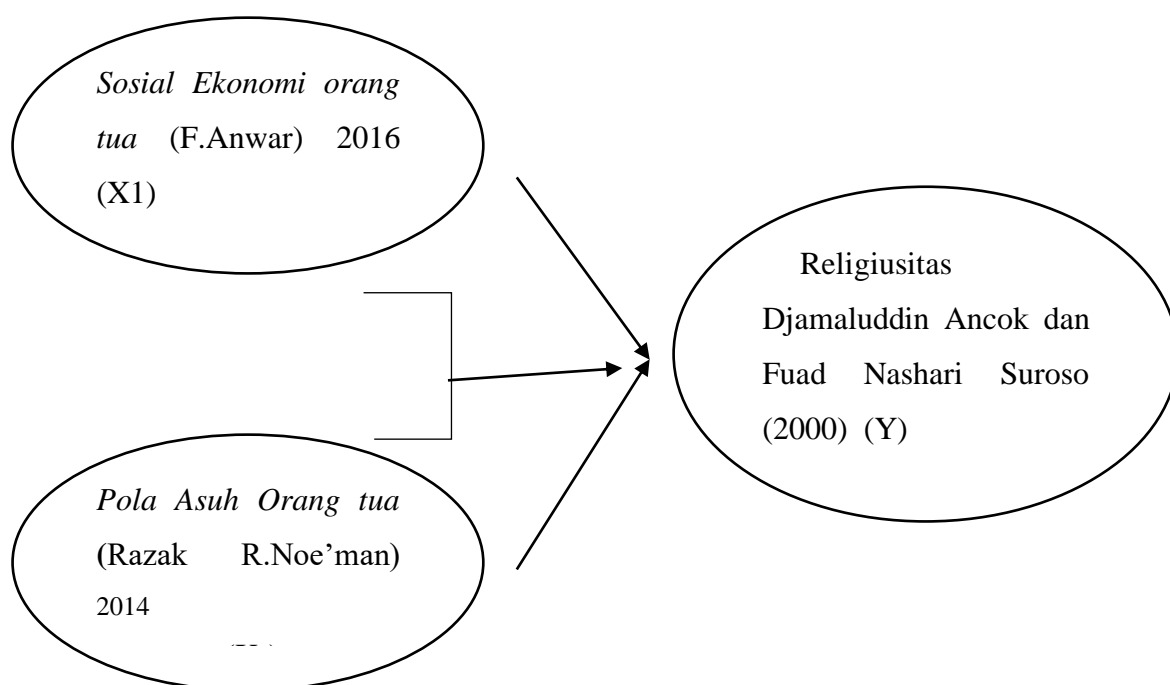 Sosial Ekonomi orang
tua (F.Anwar) 2016
(X1)
Religiusitas
Djamaluddin Ancok dan
Fuad Nashari Suroso
(2000) (Y)
Pola Asuh Orang tua
(Razak R.Noe’man)
2014